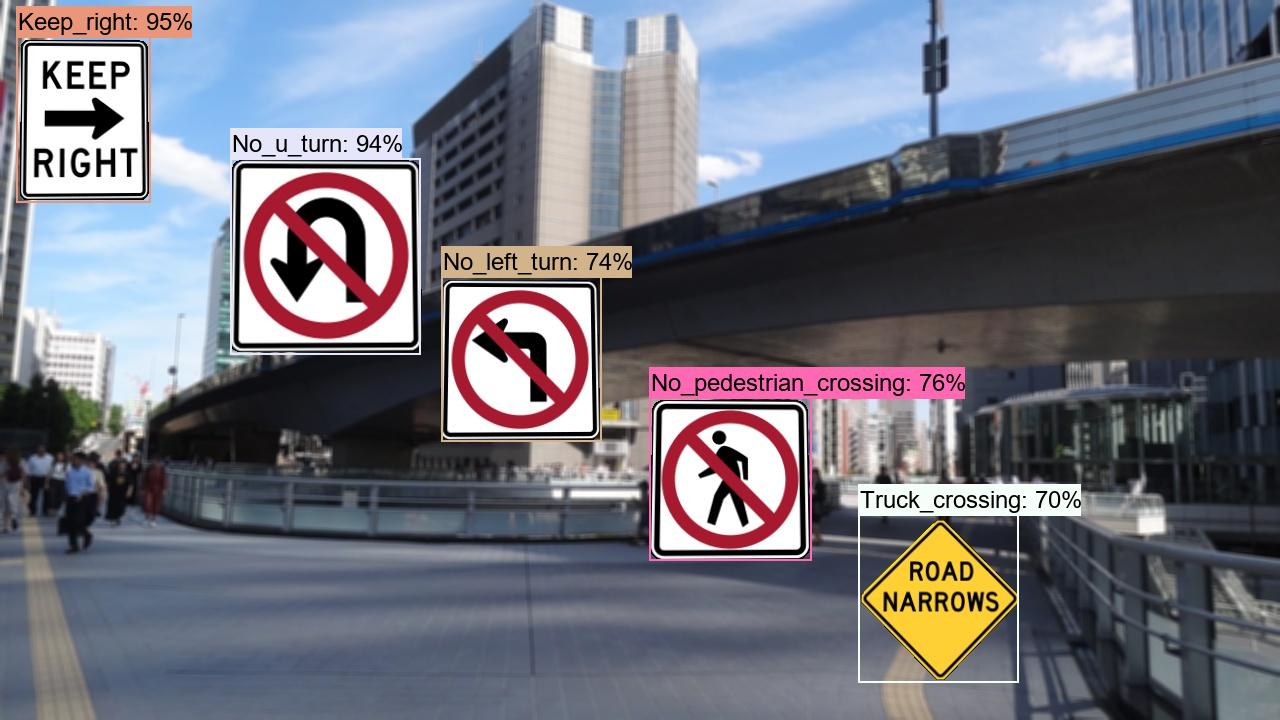 Keep_right: 95%
KEEP
RIGHT
No_u_turn: 94%
No_left_turn: 74%
No_pedestrian_crossing: 76%
Truck_crossing: 70%
ROAD
NARROWS